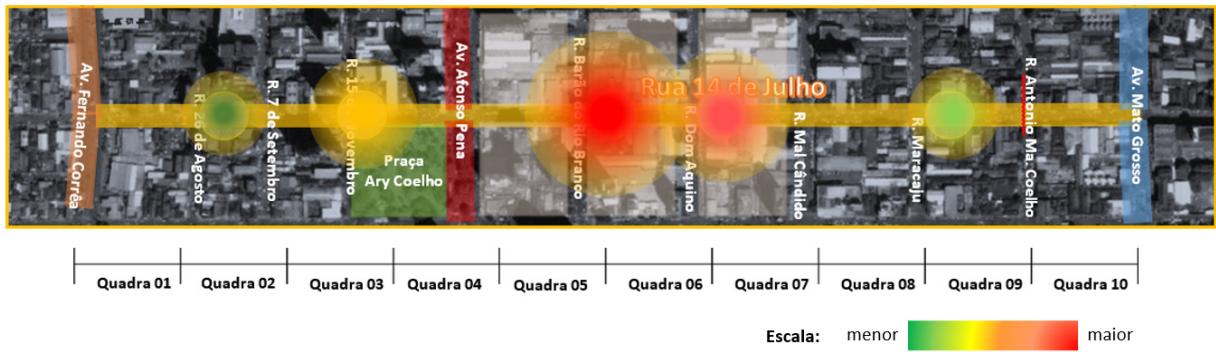 Av. Fernando Corrêa
R. 26 de Agosto
R. 7 de Setembro
R. 15 de Novembro
Praça
Ary Coelho
Av. Afonso Pena
R. Barão do Rio Branco
Rua 14 de Julho
R. Dom Aquino
R. Mal Cândido
R. Maracaju
R. Antonio Ma. Coelho
Av. Mato Grosso
Quadra 01
Quadra 02
Quadra 03
Quadra 04
Quadra 05
Quadra 06
Quadra 07
Quadra 08
Quadra 09
Quadra 10
Escala: menor maior